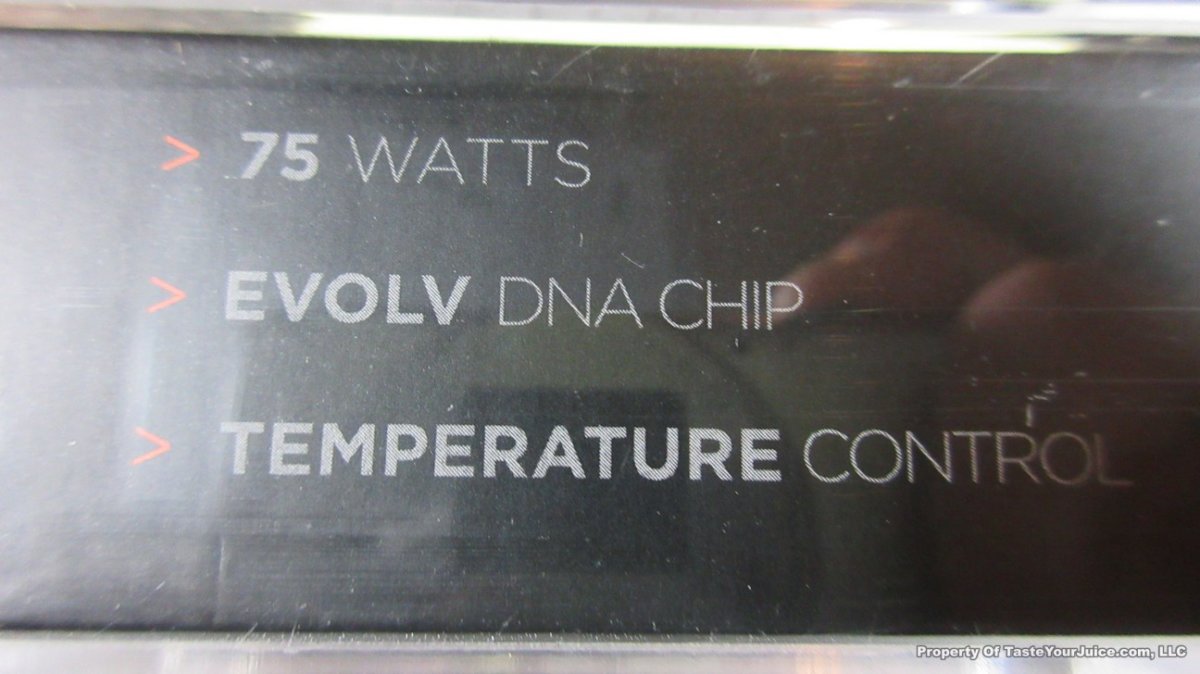 > 75 WATTS
> EVOLV DNA CHIP
> TEMPERATURE CONTROL
Property Of TasteYourJuice.com, LLC